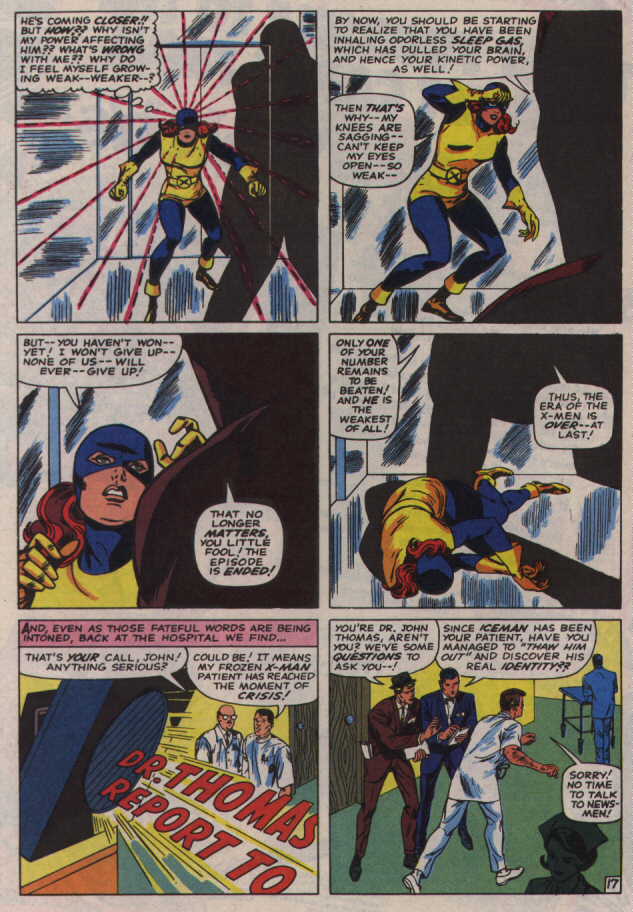 HE'S COMING CLOSER!!
BUT HOW?? WHY ISN'T
MY POWER AFFECTING
HIM?? WHAT'S WRONG
WITH ME?? WHY DO
I FEEL MYSELF GROW-
ING WEAK--WEAKER--?
BY NOW, YOU SHOULD BE STARTING
TO REALIZE THAT YOU HAVE BEEN
INHALING ODORLESS SLEEP GAS,
WHICH HAS DULLED YOUR BRAIN,
AND HENCE YOUR KINETIC POWER,
AS WELL!
THEN THAT'S
WHY--MY
KNEES ARE
SAGGING--
CAN'T KEEP
MY EYES
OPEN--SO
WEAK--
BUT--YOU HAVEN'T WON--
YET! I WON'T GIVE UP--
NONE OF US--WILL
EVER--GIVE UP!
THAT NO
LONGER
MATTERS,
YOU LITTLE
FOOL! THE
EPISODE
IS ENDED!
ONLY ONE
OF YOUR
NUMBER
REMAINS
TO BE
BEATEN!
AND HE IS
THE
WEAKEST
OF ALL!
THUS, THE
ERA OF THE
X-MEN IS
OVER--AT
LAST!
AND, EVEN AS THOSE FATEFUL WORDS ARE BEING
INTONED, BACK AT THE HOSPITAL WE FIND...
THAT'S YOUR CALL, JOHN!
ANYTHING SERIOUS?
COULD BE! IT MEANS
MY FROZEN X-MAN
PATIENT HAS REACHED
THE MOMENT OF
CRISIS!
DR. THOMAS
REPORT TO
YOU'RE DR. JOHN
THOMAS, AREN'T
YOU? WE'VE SOME
QUESTIONS TO
ASK YOU--!
SINCE ICEMAN HAS BEEN
YOUR PATIENT, HAVE YOU
MANAGED TO "THAW HIM
OUT" AND DISCOVER HIS
REAL IDENTITY??
SORRY!
NO TIME
TO TALK
TO NEWS-
MEN!
17